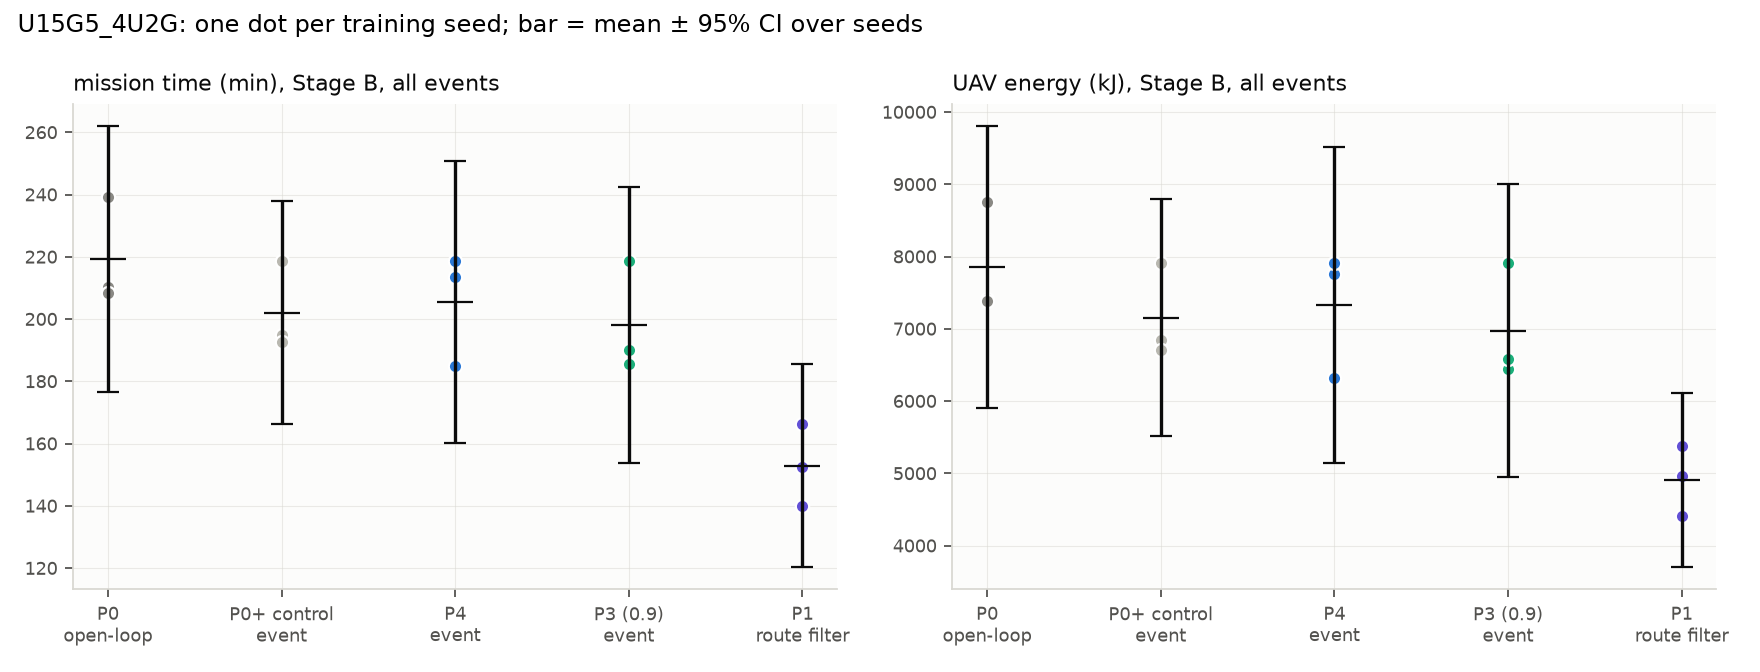 U15G5_4U2G: one dot per training seed; bar = mean ± 95% CI over seeds
mission time (min), Stage B, all events
260
240
220
200
180
160
140
120
P0
open-loop
P0+ control
event
P4
event
P3 (0.9)
event
P1
route filter
UAV energy (kJ), Stage B, all events
10000
9000
8000
7000
6000
5000
4000
P0
open-loop
P0+ control
event
P4
event
P3 (0.9)
event
P1
route filter